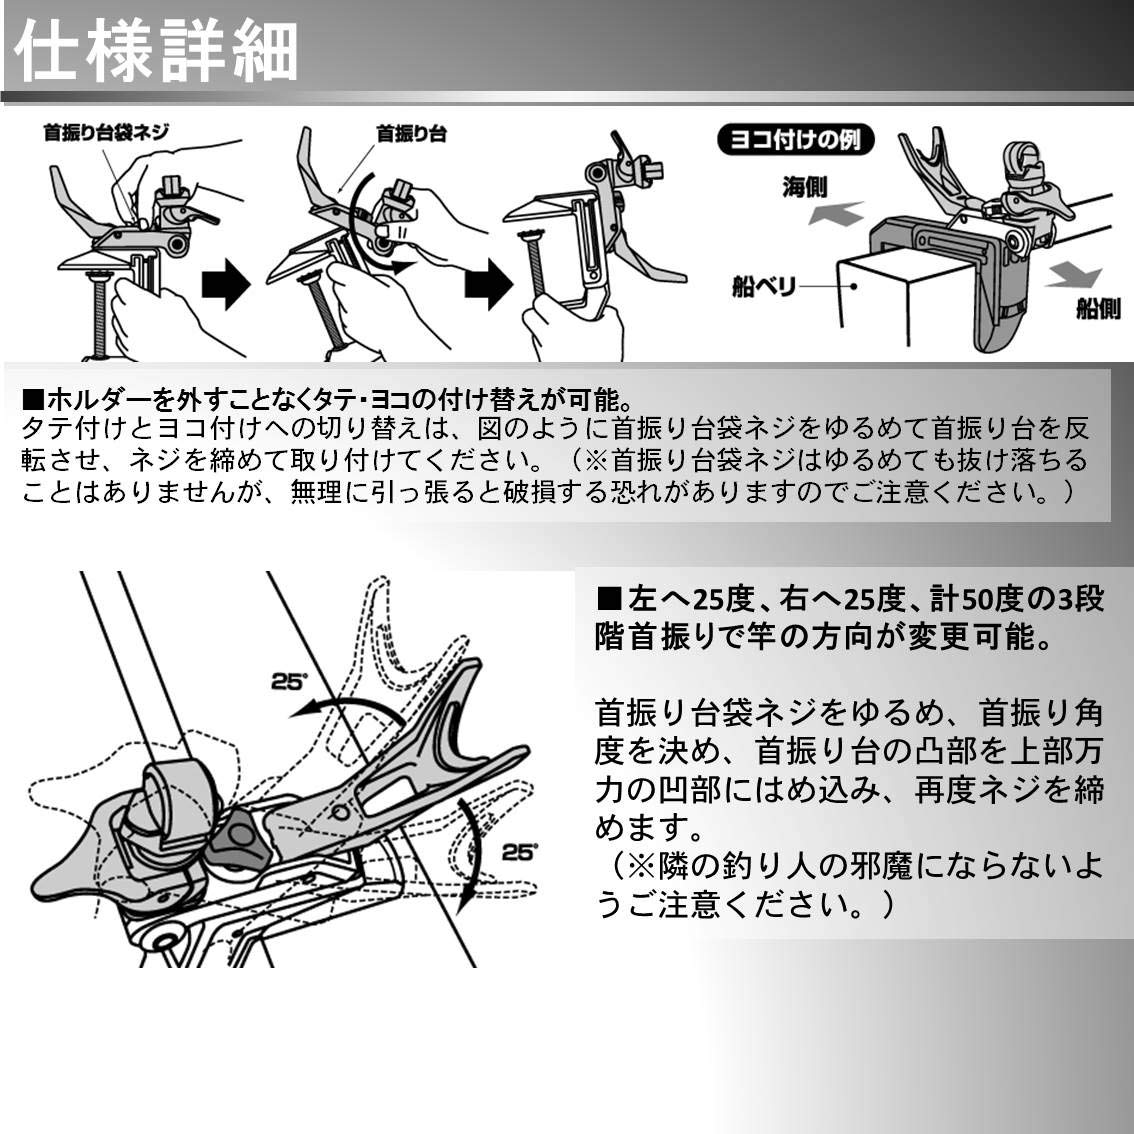 仕様詳細
首振り台袋ネジ
首振り台
ヨコ付けの例
海側
船ベリ
船側
■ホルダーを外すことなくタテ・ヨコの付け替えが可能。
タテ付けとヨコ付けへの切り替えは、図のように首振り台袋ネジをゆるめて首振り台を反
転させ、ネジを締めて取り付けてください。（※首振り台袋ネジはゆるめても抜け落ちる
ことはありませんが、無理に引っ張ると破損する恐れがありますのでご注意ください。）
25°
25°
■左へ25度、右へ25度、計50度の3段
階首振りで竿の方向が変更可能。
首振り台袋ネジをゆるめ、首振り角
度を決め、首振り台の凸部を上部万
力の凹部にはめ込み、再度ネジを締
めます。
（※隣の釣り人の邪魔にならないよ
うご注意ください。）